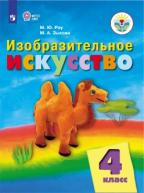 М. Ю. Рау
М. А. Зыкова
Изобразительное
искусство
4
класс